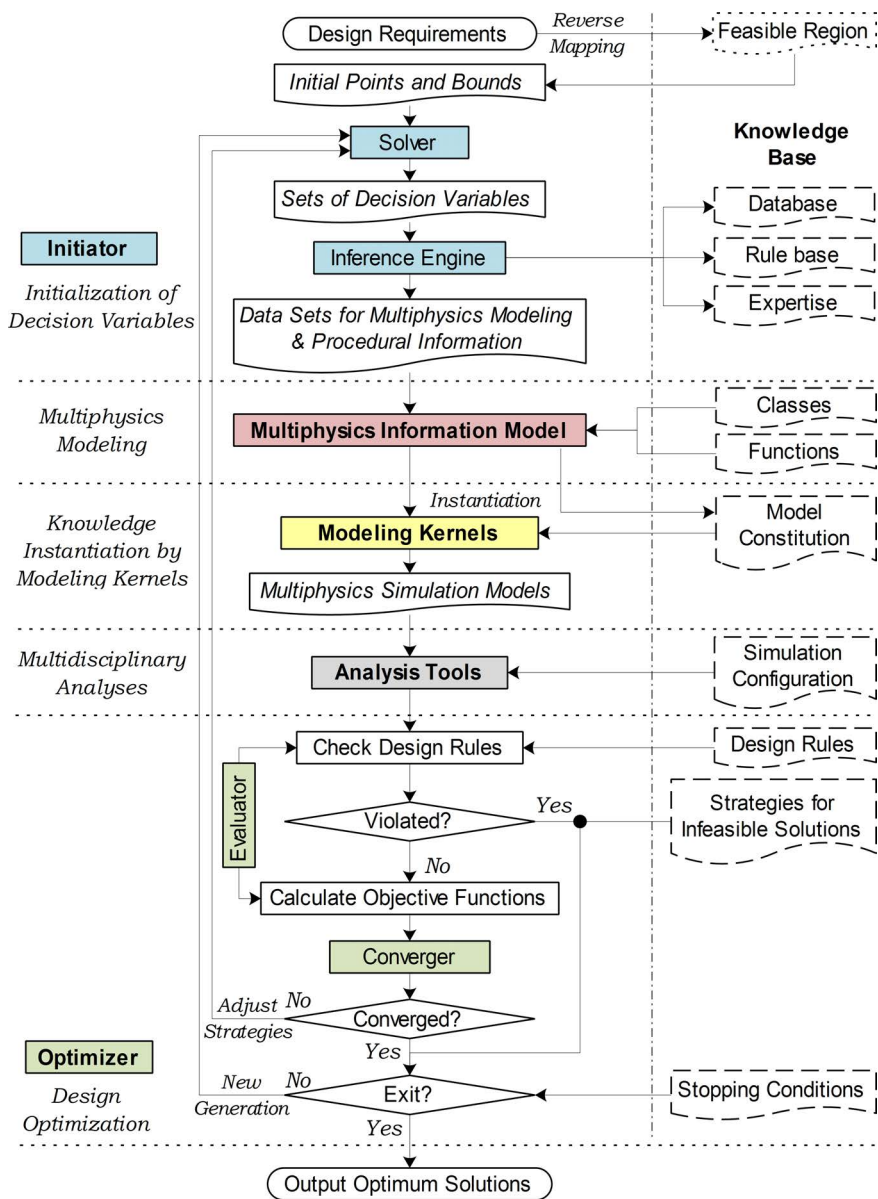 Design Requirements
Reverse
Mapping
Feasible Region
Initial Points and Bounds
Knowledge
Base
Solver
Sets of Decision Variables
Database
Initiator
Inference Engine
Rule base
Initialization of
Decision Variables
Data Sets for Multiphysics Modeling
& Procedural Information
Expertise
Multiphysics
Modeling
Multiphysics Information Model
Classes
Functions
Instantiation
Knowledge
Instantiation by
Modeling Kernels
Modeling Kernels
Model
Constitution
Multiphysics Simulation Models
Multidisciplinary
Analyses
Analysis Tools
Simulation
Configuration
Check Design Rules
Design Rules
Evaluator
Violated?
Yes
Strategies for
Infeasible Solutions
No
Calculate Objective Functions
Converger
Adjust
Strategies
No
Converged?
Yes
Optimizer
Design
Optimization
New
Generation
No
Exit?
Stopping Conditions
Yes
Output Optimum Solutions